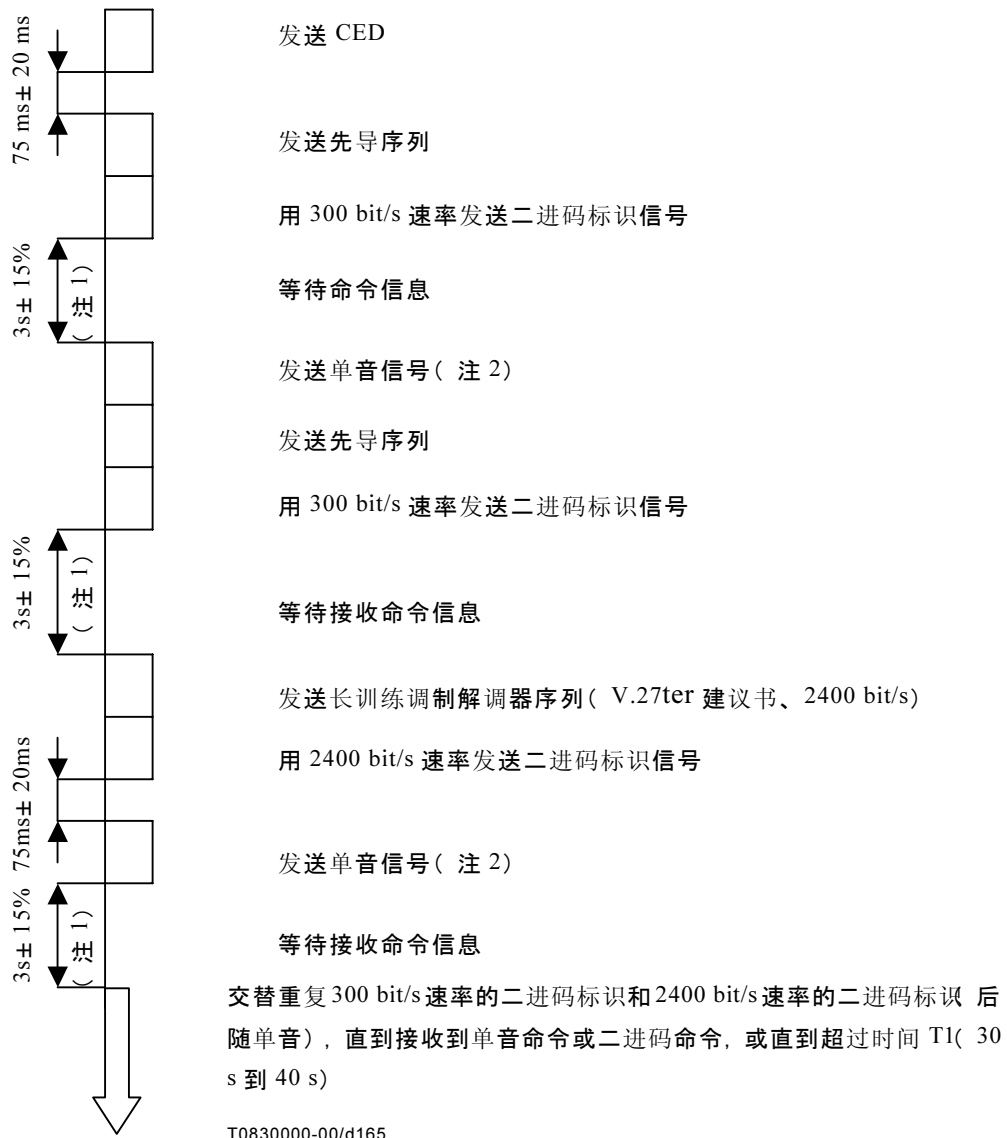 发送 CED
75 ms± 20 ms
发送先导序列
用 300 bit/s 速率发送二进码标识信号
3s± 15%
(注 1)
等待命令信息
发送单音信号(注 2)
发送先导序列
用 300 bit/s 速率发送二进码标识信号
3s± 15%
(注 1)
等待接收命令信息
发送长训练调制解调器序列(V.27ter 建议书、2400 bit/s)
用 2400 bit/s 速率发送二进码标识信号
75ms± 20ms
发送单音信号(注 2)
3s± 15%
(注 1)
等待接收命令信息
交替重复300 bit/s速率的二进码标识和2400 bit/s速率的二进码标识( 后
随单音), 直到接收到单音命令或二进码命令, 或直到超过时间 T1( 30
s 到 40 s)
T0830000-00/d165